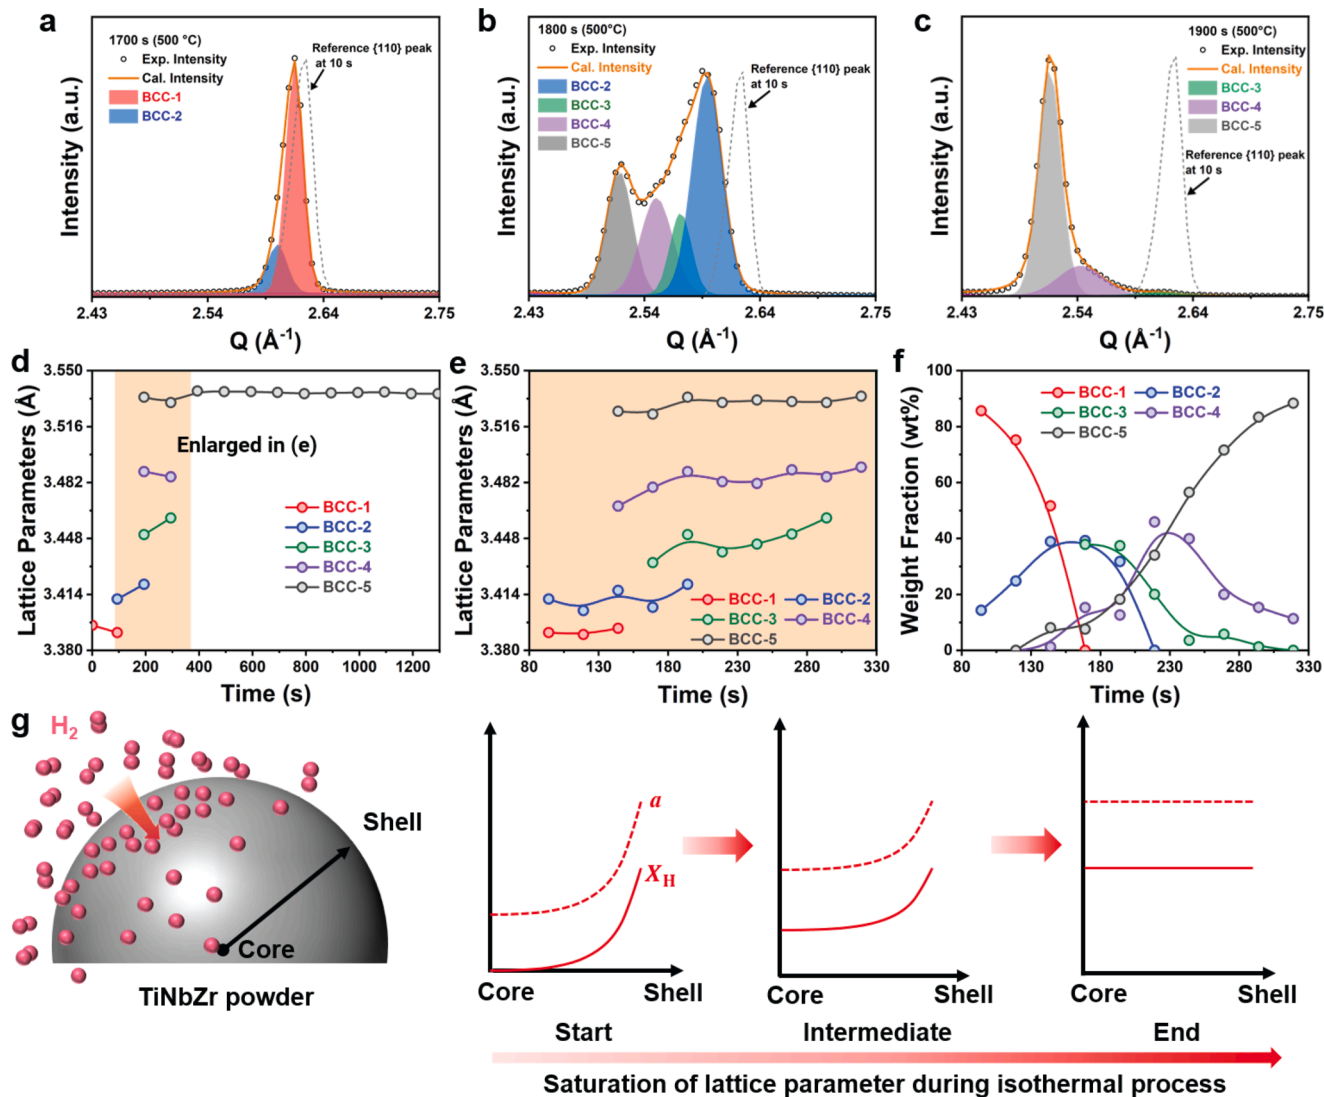 a
1700 s (500 °C)
Exp. Intensity
Cal. Intensity
BCC-1
BCC-2
Reference {110} peak
at 10 s
Intensity (a.u.)
2.43 2.54 2.64 2.75
Q (Å-1)
b
1800 s (500°C)
Exp. Intensity
Cal. Intensity
BCC-2
BCC-3
BCC-4
BCC-5
Reference {110} peak
at 10 s
Intensity (a.u.)
2.43 2.54 2.64 2.75
Q (Å-1)
c
1900 s (500°C)
Exp. Intensity
Cal. Intensity
BCC-3
BCC-4
BCC-5
Reference {110} peak
at 10 s
Intensity (a.u.)
2.43 2.54 2.64 2.75
Q (Å-1)
d
Lattice Parameters (Å)
3.550
3.516
3.482
3.448
3.414
3.380
Enlarged in (e)
BCC-1
BCC-2
BCC-3
BCC-4
BCC-5
0 200 400 600 800 1000 1200
Time (s)
e
Lattice Parameters (Å)
3.550
3.516
3.482
3.448
3.414
3.380
BCC-1 BCC-2
BCC-3 BCC-4
BCC-5
80 130 180 230 280 330
Time (s)
f
Weight Fraction (wt%)
100
80
60
40
20
0
BCC-1 BCC-2
BCC-3 BCC-4
BCC-5
80 130 180 230 280 330
Time (s)
g
H2
Shell
Core
TiNbZr powder
a
XH
Core Shell
Start
Core Shell
Intermediate
Core Shell
End
Saturation of lattice parameter during isothermal process